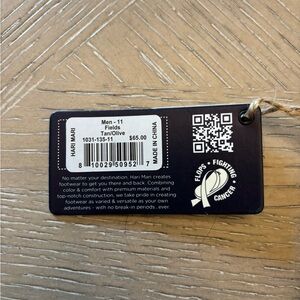 HARI MARI
Men - 11
Fields
Tan/Olive
1031-135-11 $65.00
MADE IN CHINA
8 10029 50952 7
FLOPS • FIGHTING • CANCER •
No matter your destination, Hari Mari creates
footwear to get you there and back. Combining
color & comfort with premium materials and
top-notch construction, we take pride in creating
footwear as varied & versatile as your own
adventures - with no break-in periods . ever.